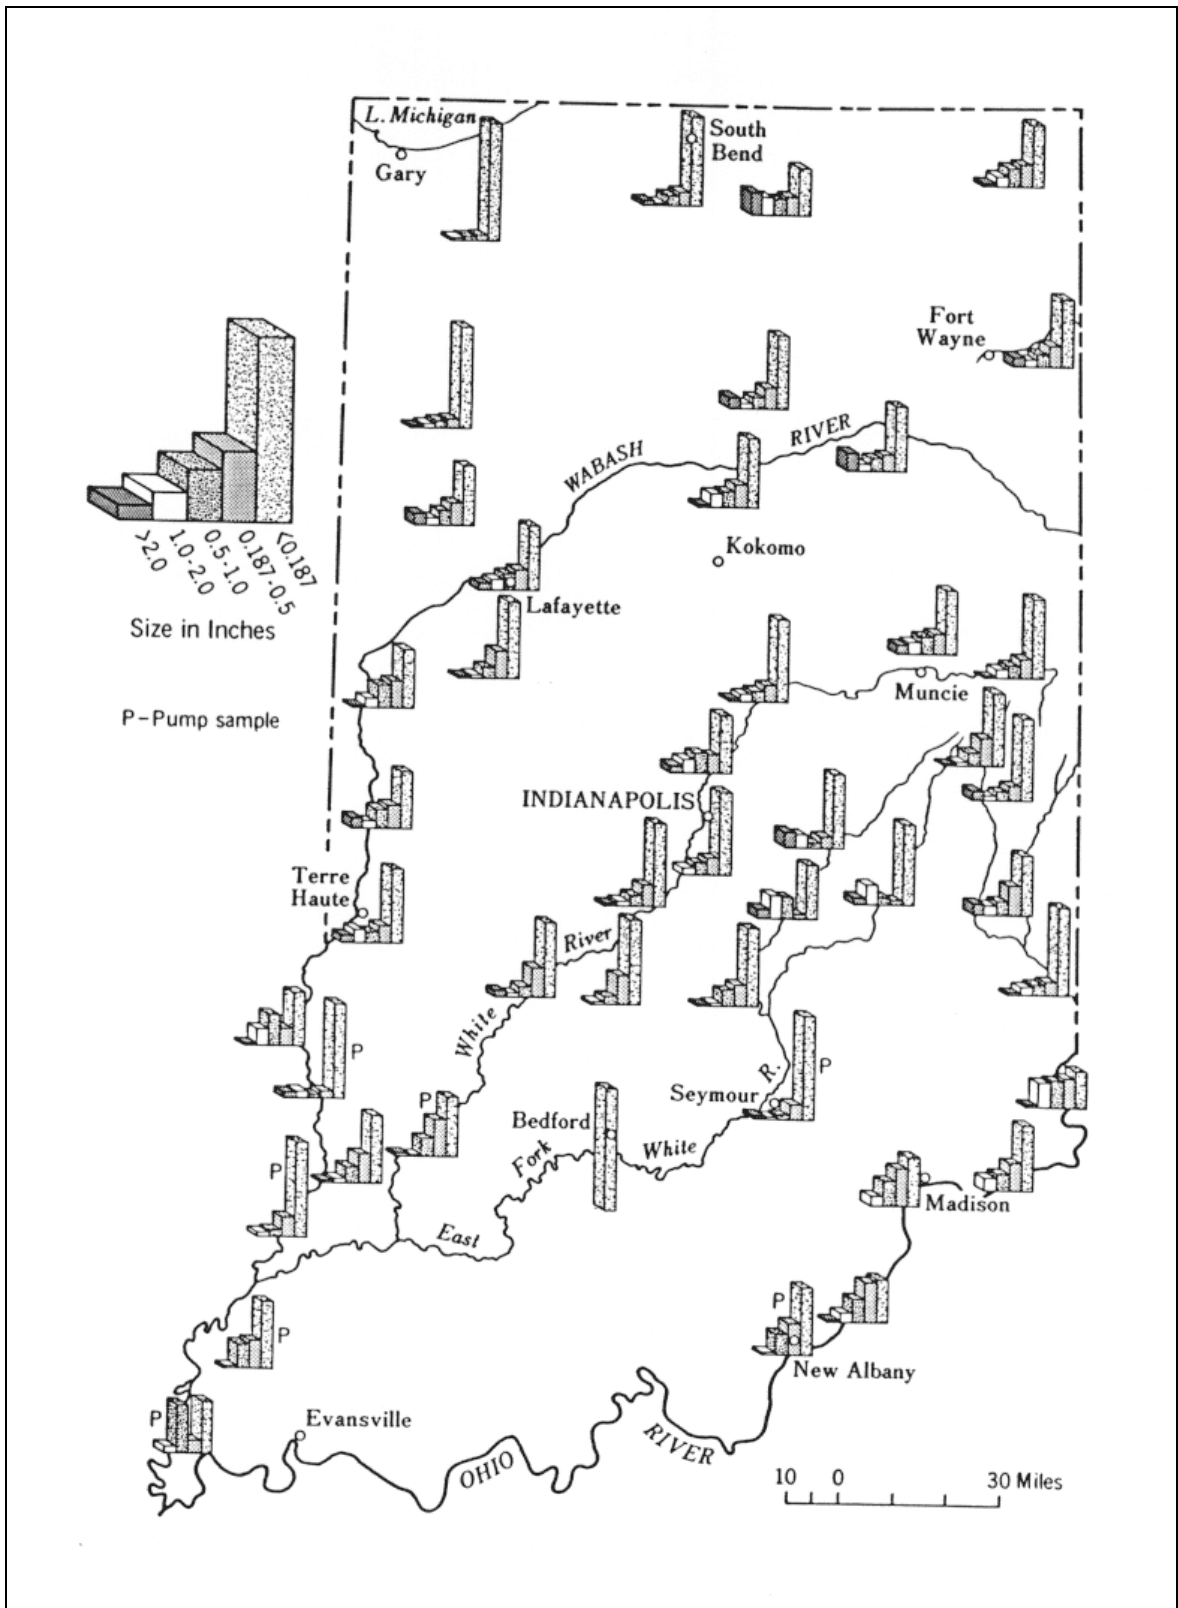 L. Michigan
Gary
South
Bend
Fort
Wayne
WABASH
RIVER
>2.0
1.0-2.0
0.5-1.0
0.187-0.5
<0.187
Size in Inches
Kokomo
Lafayette
Muncie
P-Pump sample
INDIANAPOLIS
Terre
Haute
River
White
P
P
P
Seymour
R.
Bedford
White
Fork
P
East
Madison
P
P
New Albany
P
Evansville
OHIO
RIVER
10 0 30 Miles